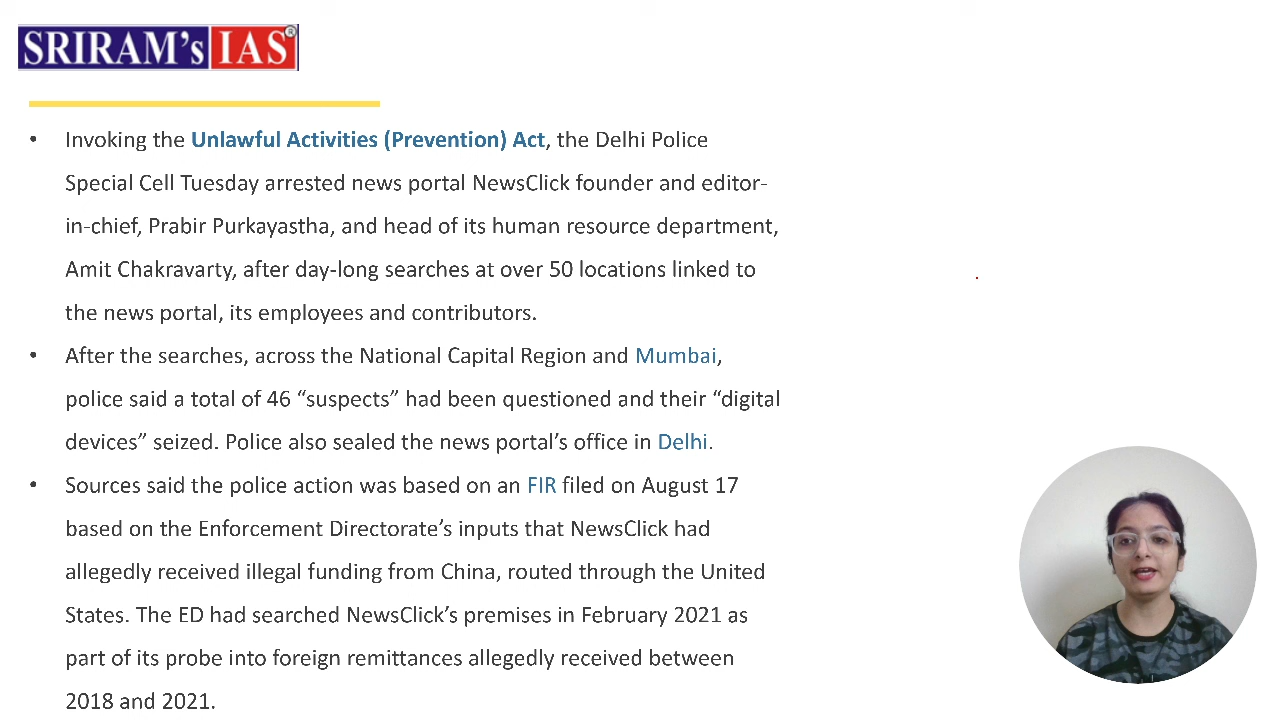 SRIRAM's IAS®
• Invoking the Unlawful Activities (Prevention) Act, the Delhi Police
Special Cell Tuesday arrested news portal NewsClick founder and editor-
in-chief, Prabir Purkayastha, and head of its human resource department,
Amit Chakravarty, after day-long searches at over 50 locations linked to
the news portal, its employees and contributors.
• After the searches, across the National Capital Region and Mumbai,
police said a total of 46 “suspects” had been questioned and their “digital
devices” seized. Police also sealed the news portal’s office in Delhi.
• Sources said the police action was based on an FIR filed on August 17
based on the Enforcement Directorate’s inputs that NewsClick had
allegedly received illegal funding from China, routed through the United
States. The ED had searched NewsClick’s premises in February 2021 as
part of its probe into foreign remittances allegedly received between
2018 and 2021.